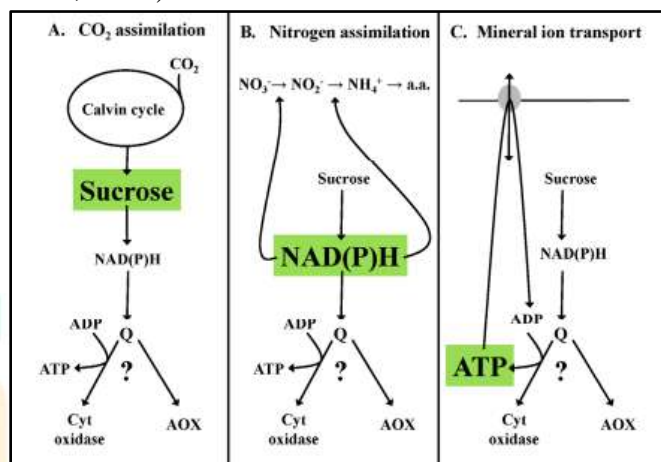 A. CO₂ assimilation
CO₂
Calvin cycle
Sucrose
NAD(P)H
ADP
Q
ATP
?
Cyt
oxidase
AOX
B. Nitrogen assimilation
NO₃⁻→ NO₂⁻→ NH₄⁺→ a.a.
Sucrose
NAD(P)H
ADP
Q
ATP
?
Cyt
oxidase
AOX
C. Mineral ion transport
Sucrose
NAD(P)H
ADP
Q
ATP
?
Cyt
oxidase
AOX